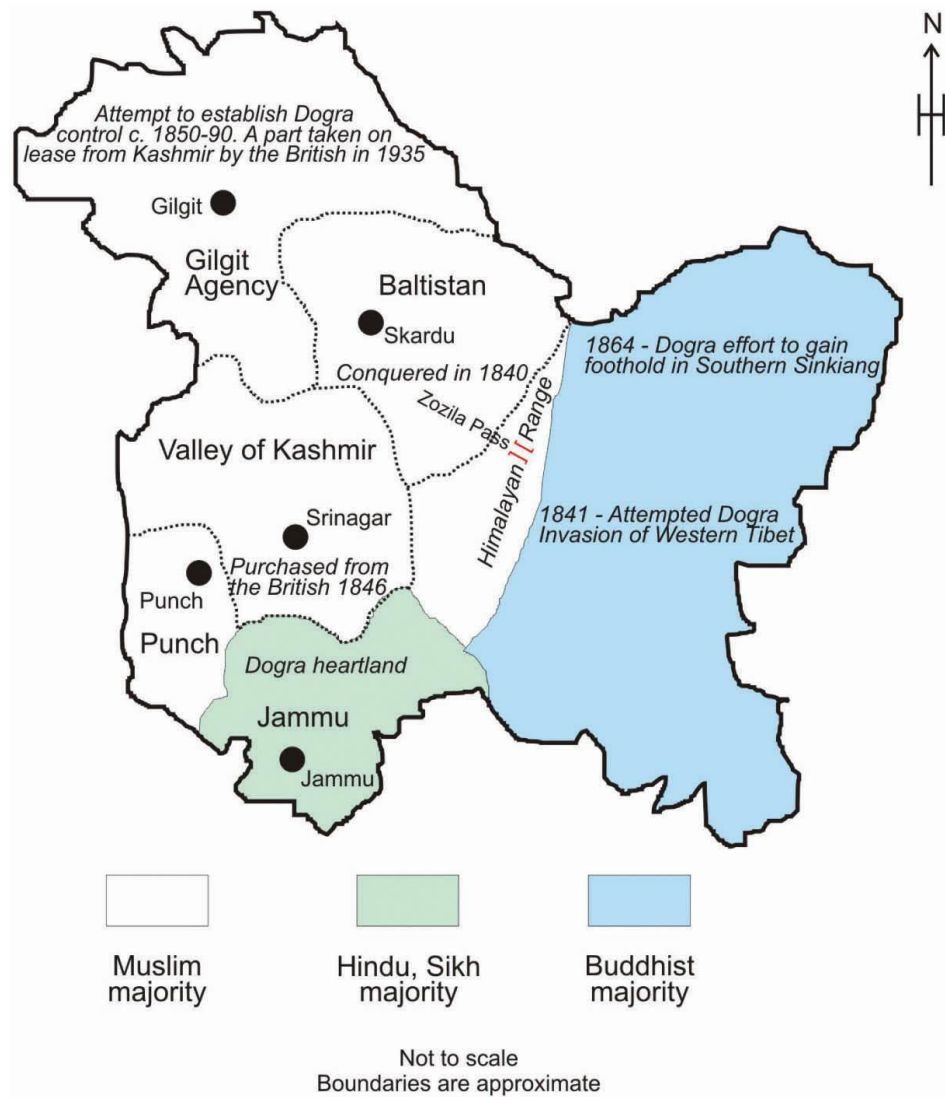 N
Attempt to establish Dogra
control c. 1850-90. A part taken on
lease from Kashmir by the British in 1935
Gilgit
Gilgit
Agency
Baltistan
Skardu
Conquered in 1840
Zozila Pass
Himalayan ][ Range
1864 - Dogra effort to gain
foothold in Southern Sinkiang
1841 - Attempted Dogra
Invasion of Western Tibet
Valley of Kashmir
Srinagar
Purchased from
the British 1846
Punch
Punch
Dogra heartland
Jammu
Jammu
Muslim
majority
Hindu, Sikh
majority
Buddhist
majority
Not to scale
Boundaries are approximate